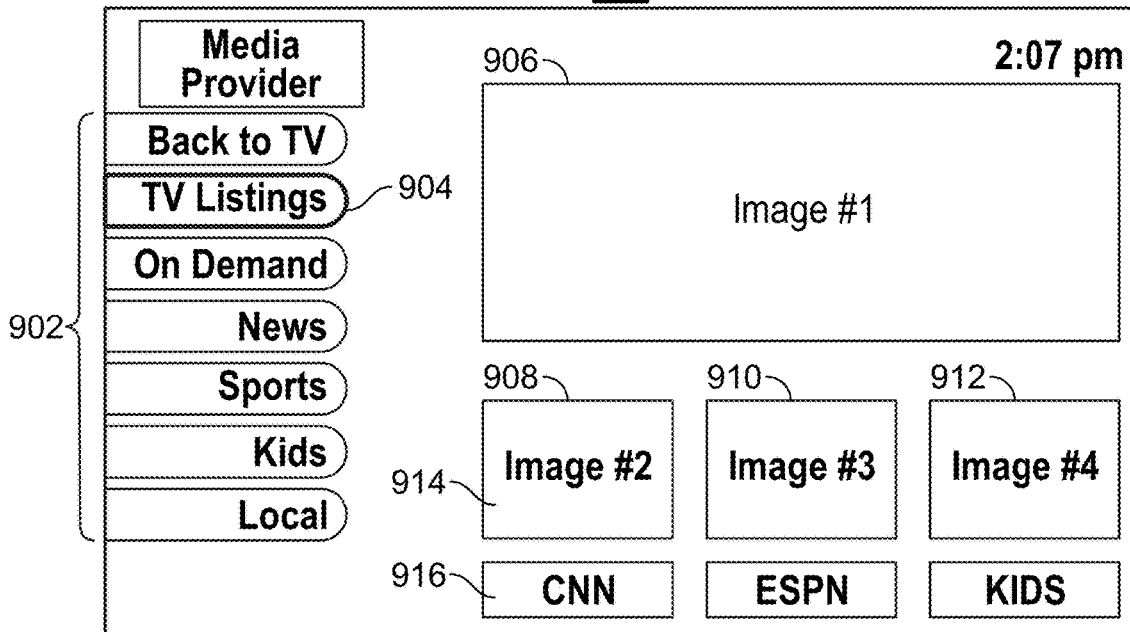 Media
Provider
2:07 pm
906
Back to TV
TV Listings
904
On Demand
902
News
Sports
Kids
Local
Image #1
908
910
912
Image #2
Image #3
Image #4
914
916
CNN
ESPN
KIDS